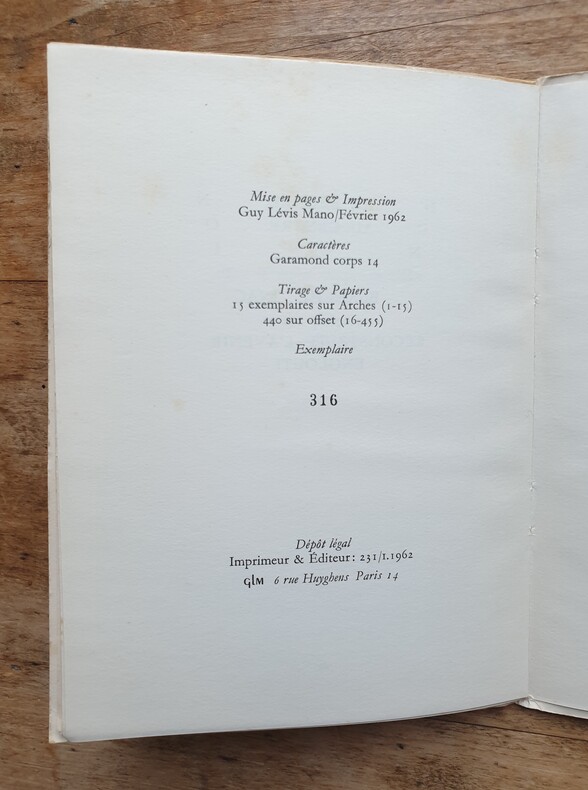 Mise en pages & Impression
Guy Lévis Mano/Février 1962
Caractères
Garamond corps 14
Tirage & Papiers
15 exemplaires sur Arches (1-15)
440 sur offset (16-455)
Exemplaire
316
Dépôt légal
Imprimeur & Éditeur: 231/1.1962
GLM 6 rue Huyghens Paris 14